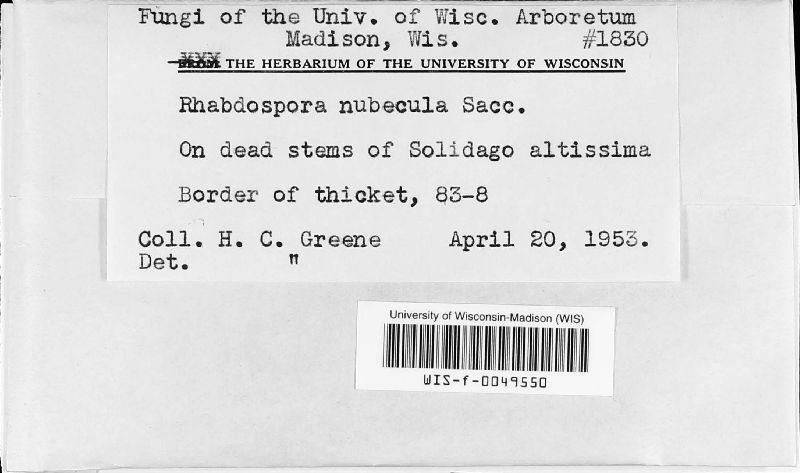 Fungi of the Univ. of Wisc. Arboretum
Madison, Wis. #1830
THE HERBARIUM OF THE UNIVERSITY OF WISCONSIN
Rhabdospora nubecula Sacc.
On dead stems of Solidago altissima
Border of thicket, 83-8
Coll. H. C. Greene April 20, 1953.
Det. "
University of Wisconsin-Madison (WIS)
WIS-f-0049550